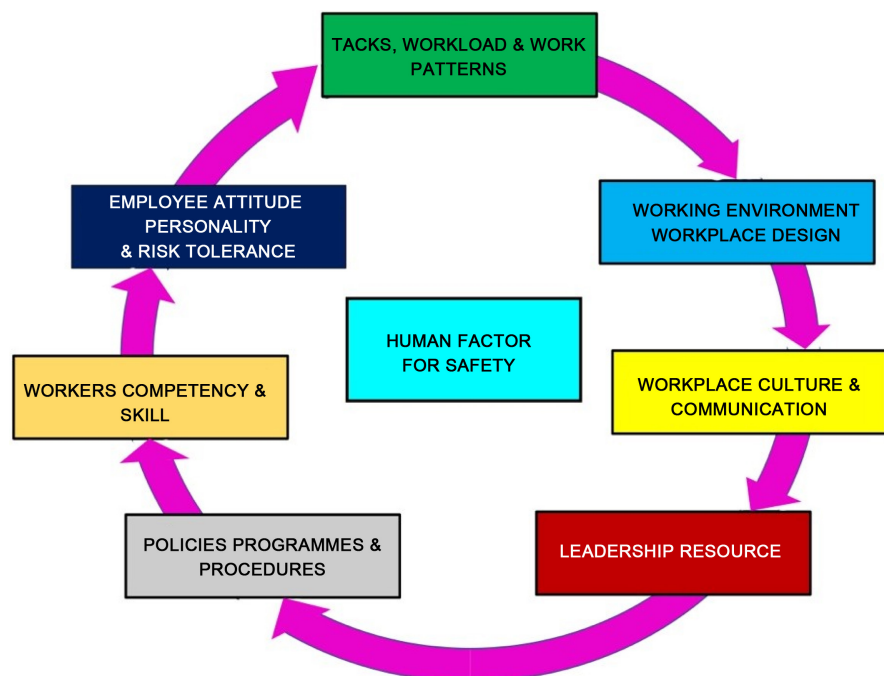 TACKS, WORKLOAD & WORK
PATTERNS
WORKING ENVIRONMENT
WORKPLACE DESIGN
WORKPLACE CULTURE &
COMMUNICATION
LEADERSHIP RESOURCE
POLICIES PROGRAMMES &
PROCEDURES
WORKERS COMPETENCY &
SKILL
EMPLOYEE ATTITUDE
PERSONALITY
& RISK TOLERANCE
HUMAN FACTOR
FOR SAFETY